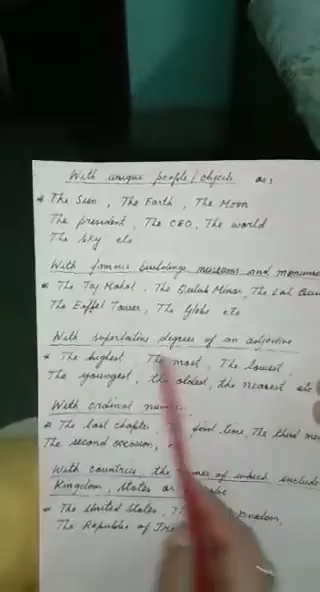 With unique people/objects
* The Sun, The Earth, The Moon
The president, The CEO, The world
The Sky etc
With famous buildings museums and
* The Taj Mahal, The Qutub Minar, The Lal
The Eiffel Tower, The Globe etc
With superlative degrees of an adjective
* The highest The most, The lowest
The youngest, the oldest, the nearest etc
With ordinal
* The last chapter first time, The third
The second occasion,
With countries the names of which include
Kingdom, States or
* The United States,
The Republic of